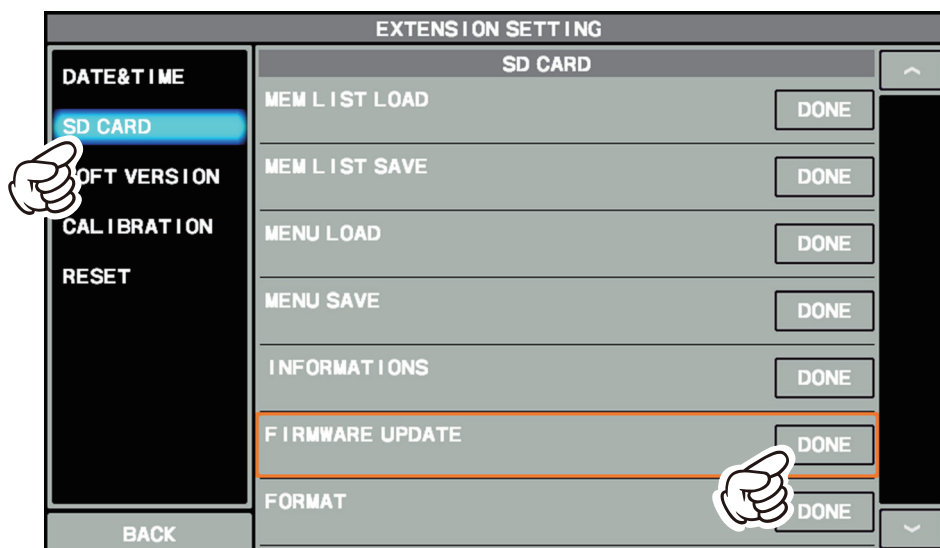 EXTENSION SETTING
DATE&TIME
SD CARD
SOFT VERSION
CALIBRATION
RESET
BACK
SD CARD
MEM LIST LOAD DONE
MEM LIST SAVE DONE
MENU LOAD DONE
MENU SAVE DONE
INFORMATIONS DONE
FIRMWARE UPDATE DONE
FORMAT DONE